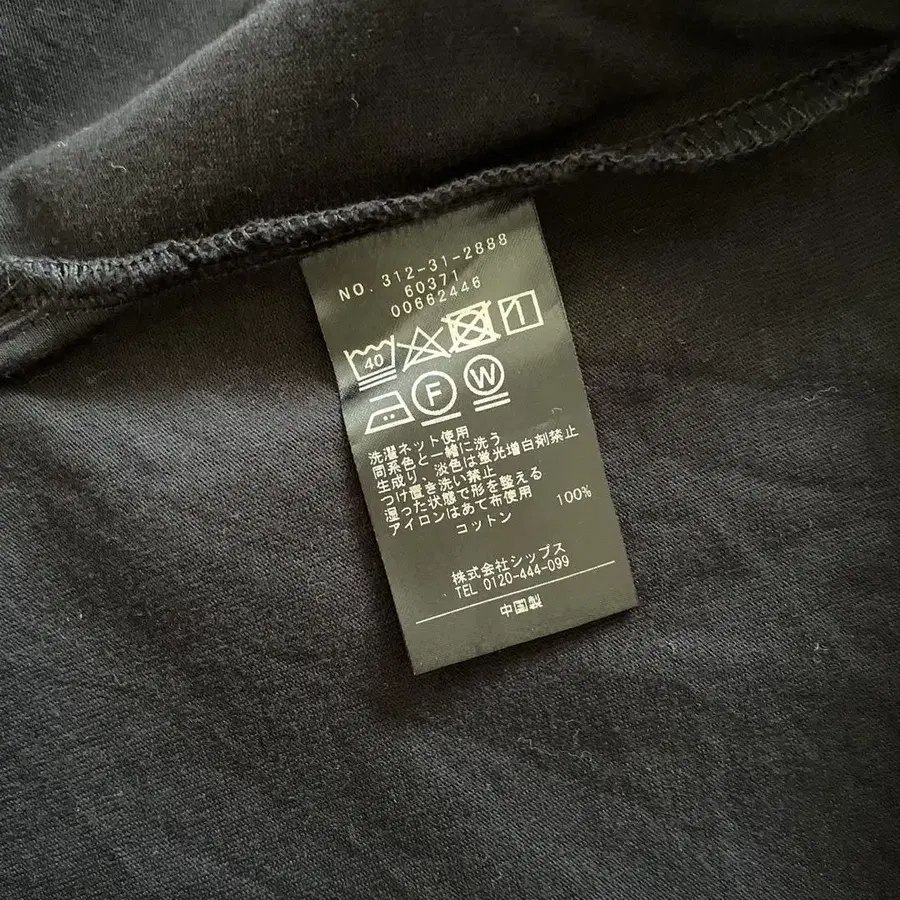 NO. 312-31-2888
60371
00662446
40
F W
洗濯ネット使用
同系色と一緒に洗う
生成り、淡色は蛍光増白剤禁止
つけ置き洗い禁止
湿った状態で形を整える
アイロンはあて布使用
コットン 100%
株式会社シップス
TEL 0120-444-099
中国製